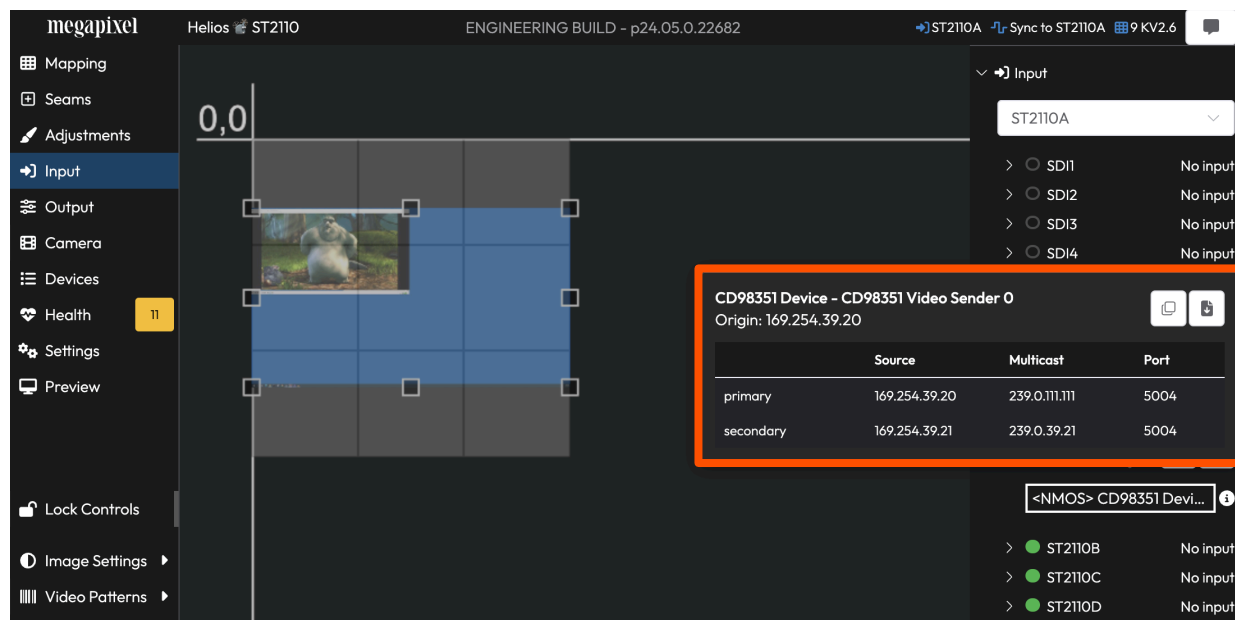 megapixel
Helios ST2110
ENGINEERING BUILD - p24.05.0.22682
ST2110A Sync to ST2110A 9 KV2.6
Mapping
Seams
Adjustments
Input
Output
Camera
Devices
Health 11
Settings
Preview
Lock Controls
Image Settings
Video Patterns
0,0
Input
ST2110A
SDI1 No input
SDI2 No input
SDI3 No input
SDI4 No input
CD98351 Device - CD98351 Video Sender 0
Origin: 169.254.39.20
Source Multicast Port
primary 169.254.39.20 239.0.111.111 5004
secondary 169.254.39.21 239.0.39.21 5004
<NMOS> CD98351 Devi...
ST2110B No input
ST2110C No input
ST2110D No input